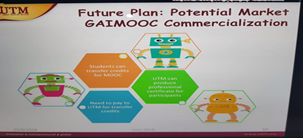 UTM
Future Plan: Potential Market
GAIMOOC Commercialization
Students can
transfer credits
for MOOC
UTM can
produce
professional
certificate for
participants
Need to pay to
UTM for transfer
credits